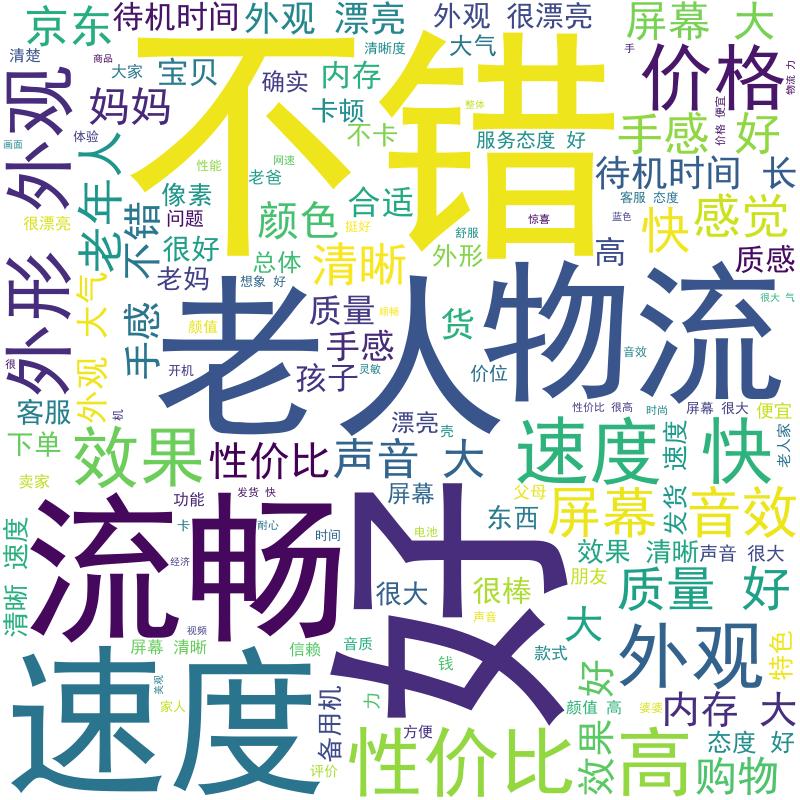 京东
待机时间
外观 漂亮
外观 很漂亮
屏幕 大
清楚
商品
大家
宝贝
清晰度
大气
手
价格
物流 力
外观
妈妈
确实
内存
卡顿
不卡
服务态度 好
不错
价格 便宜
手感 好
画面
体验
老年人
性能
网速
整体
老爸
待机时间 长
像素
合适
客服 态度
很漂亮
不错
问题
颜色
挺好
惊喜
蓝色
快
感觉
很好
总体
清晰
舒服
外形
高
质感
外形
老妈
想象 好
大气
手感
质量
顺畅
货
很大 气
老人
物流
颜值
手感
音效
很
开机
孩子
灵敏
价位
外观
客服
机
漂亮
壳
性价比 很高
时尚
屏幕 很大
便宜
下单
效果
性价比
声音 大
速度 快
速度
老人家
卖家
功能
发货 快
屏幕
父母
屏幕
发货
音效
流畅
卡
耐心
时间
好
电池
东西
清晰 速度
经济
效果 清晰
声音 很大
很大
很棒
朋友
质量 好
视频
声音
大
屏幕 清晰
信赖
音质
钱
款式
外观
特色
速度
美观
家人
备用机
力
好
颜值 高
婆婆
内存 大
方便
性价比
高
效果
态度 好
评价
购物